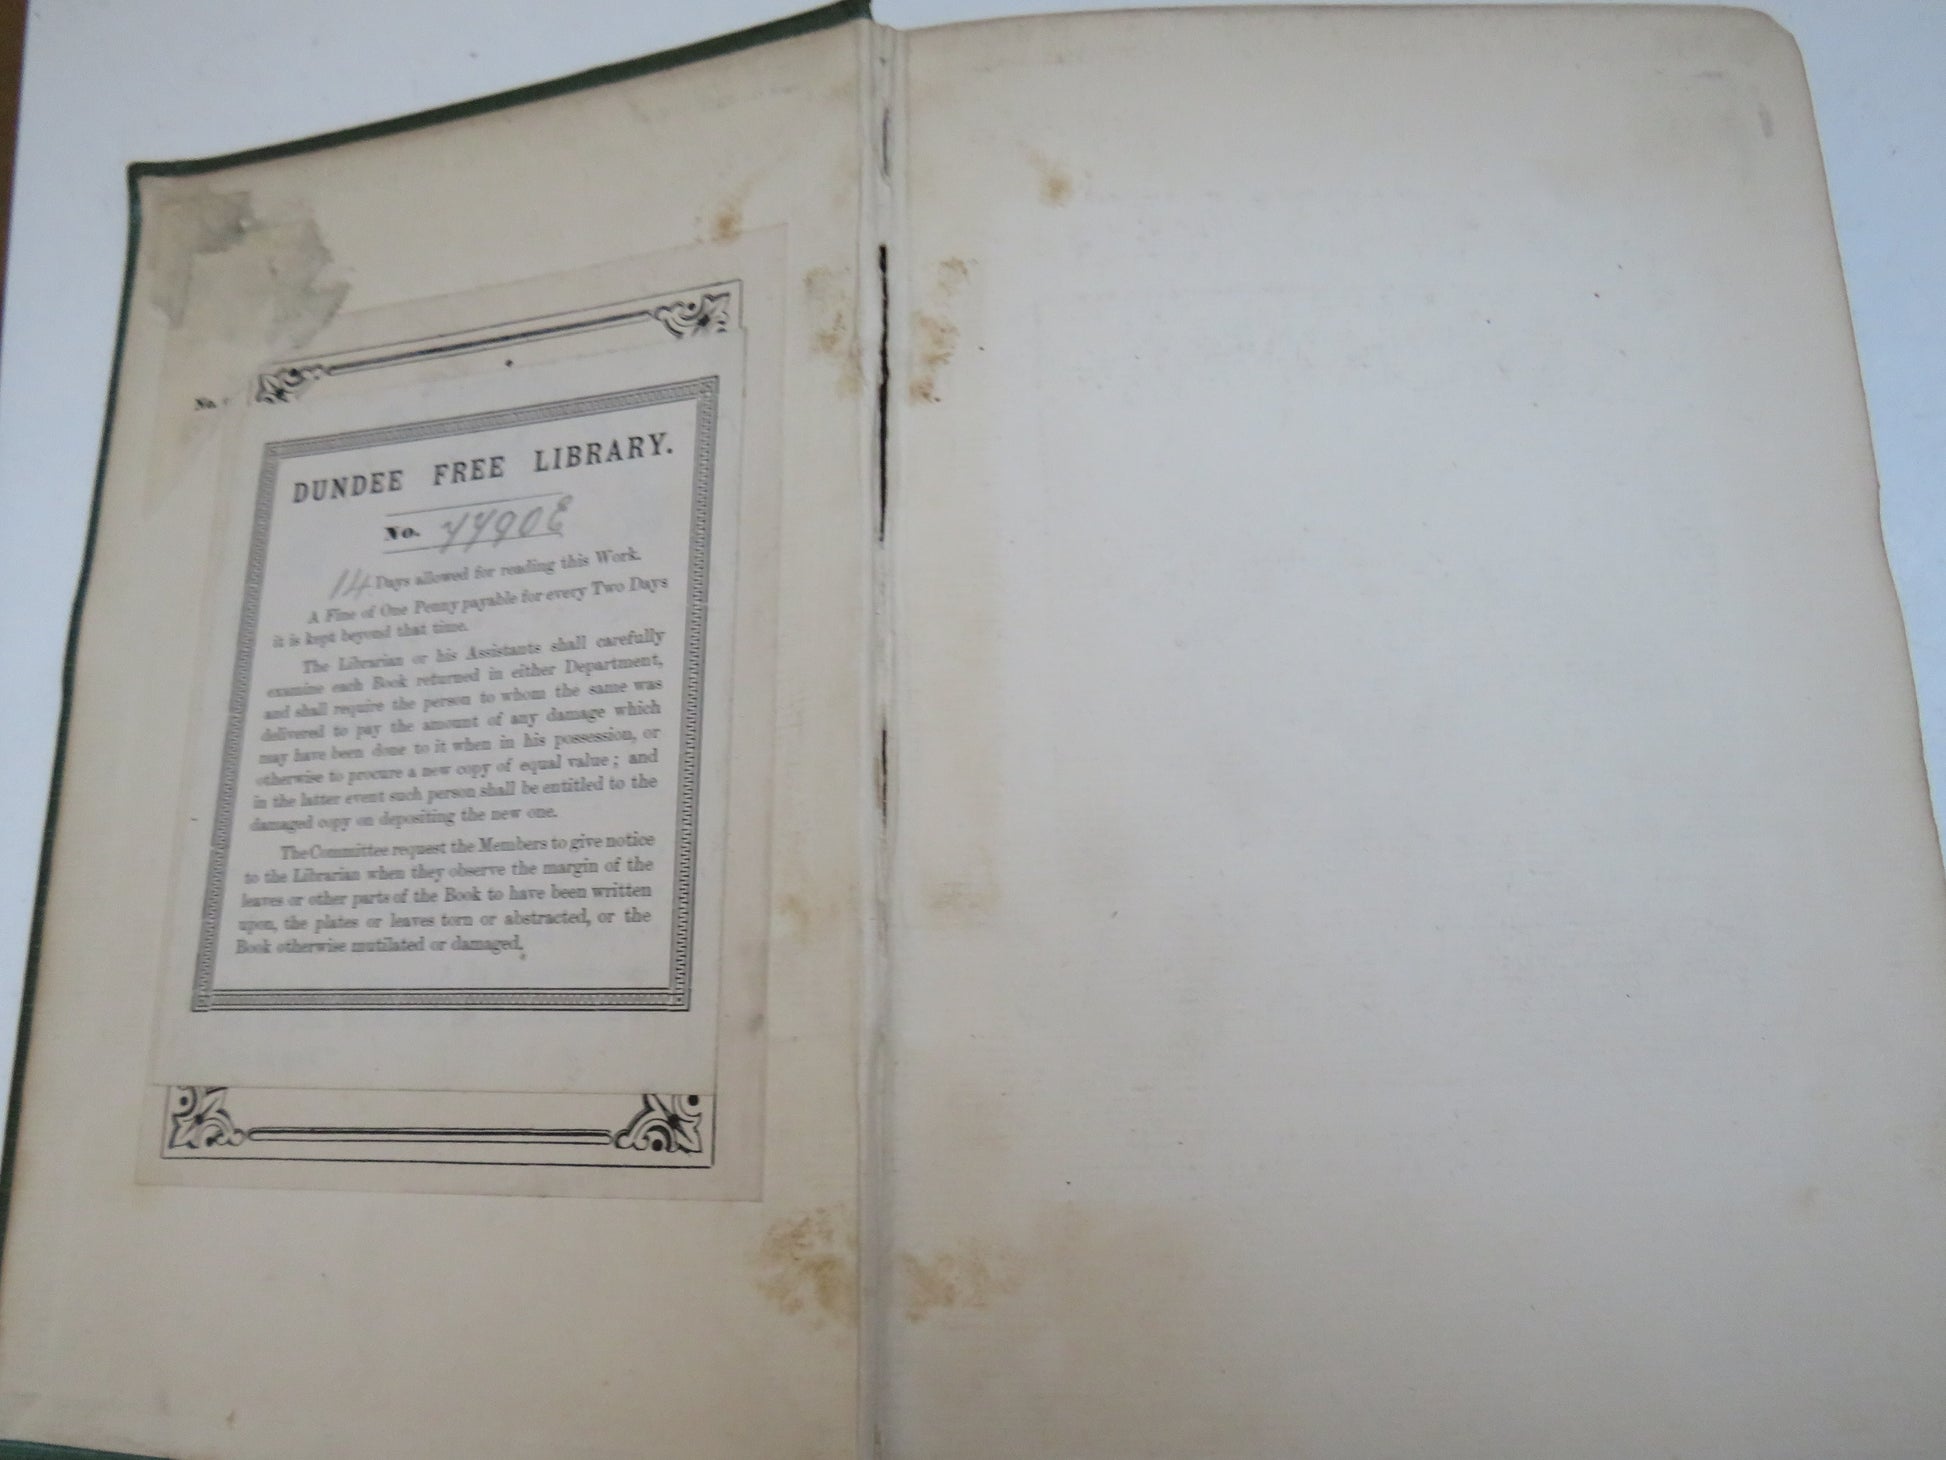 No.
DUNDEE FREE LIBRARY.
No. 7790E
14 Days allowed for reading this Work.
A Fine of One Penny payable for every Two Days
it is kept beyond that time.
The Librarian or his Assistants shall carefully
examine each Book returned in either Department,
and shall require the person to whom the same was
delivered to pay the amount of any damage which
may have been done to it when in his possession, or
otherwise to procure a new copy of equal value; and
in the latter event such person shall be entitled to the
damaged copy on depositing the new one.
The Committee request the Members to give notice
to the Librarian when they observe the margin of the
leaves or other parts of the Book to have been written
upon, the plates or leaves torn or abstracted, or the
Book otherwise mutilated or damaged.